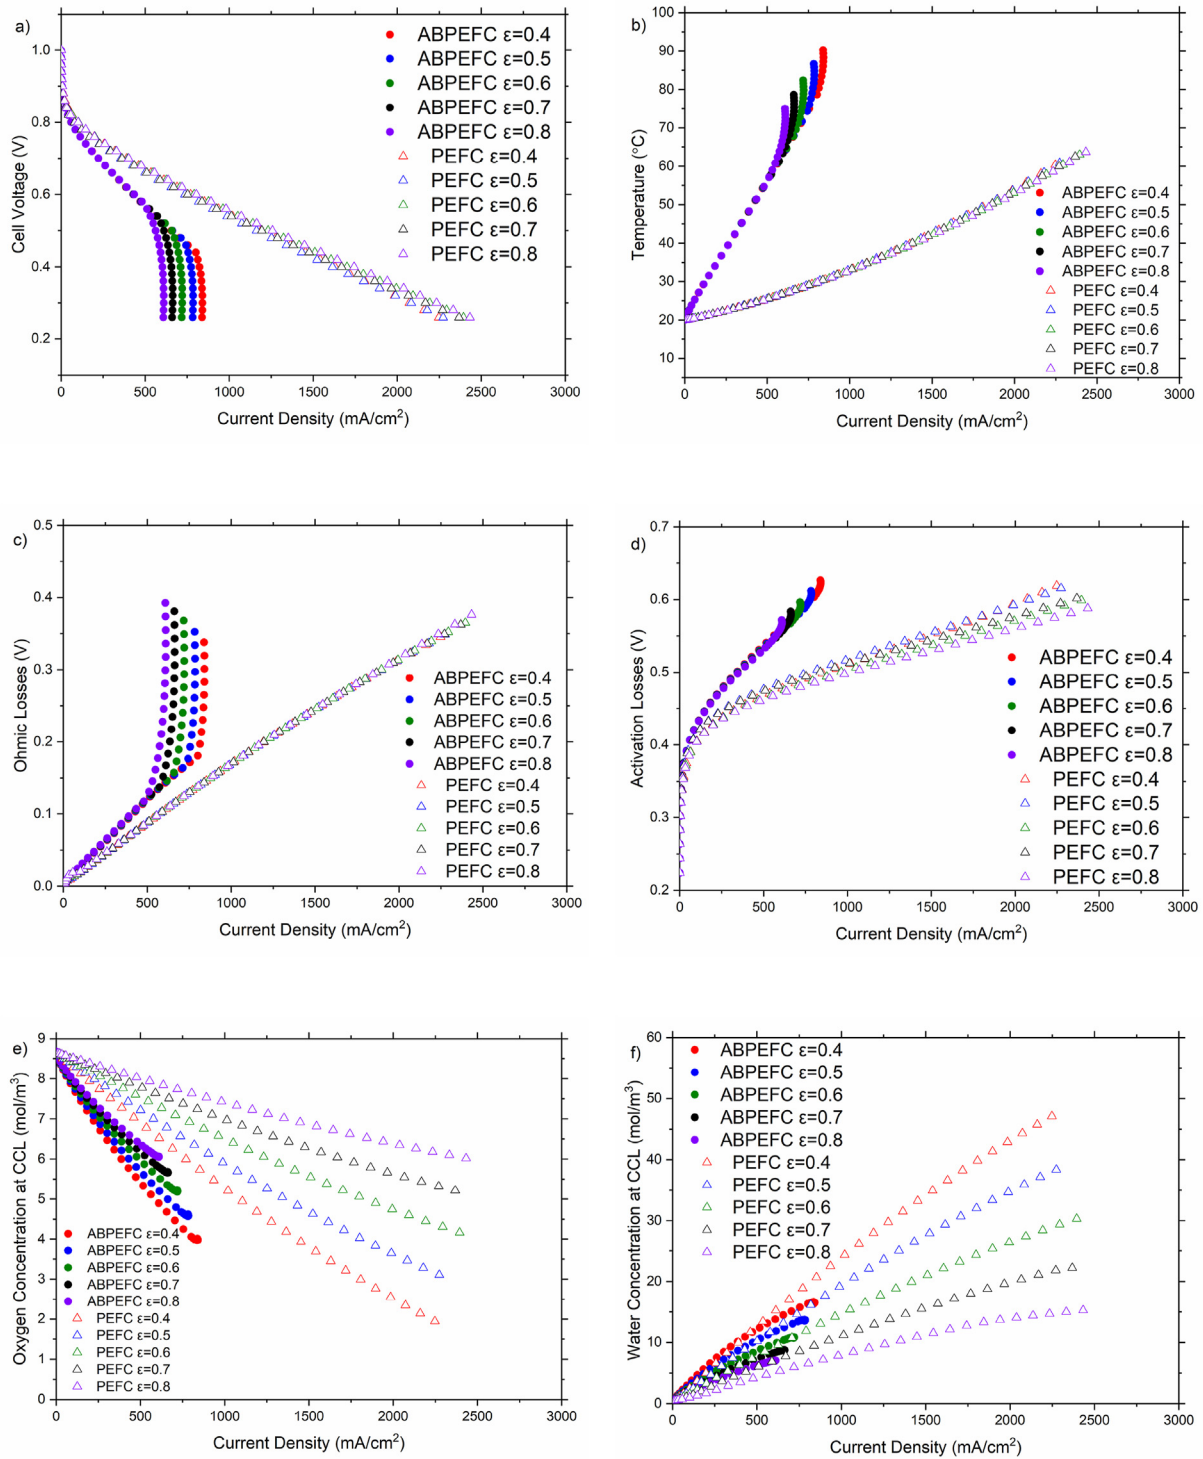 a)
1.0
0.8
0.6
0.4
0.2
Cell Voltage (V)
0 500 1000 1500 2000 2500 3000
Current Density (mA/cm²)
ABPEFC ε=0.4
ABPEFC ε=0.5
ABPEFC ε=0.6
ABPEFC ε=0.7
ABPEFC ε=0.8
PEFC ε=0.4
PEFC ε=0.5
PEFC ε=0.6
PEFC ε=0.7
PEFC ε=0.8
b)
100
90
80
70
60
50
40
30
20
10
Temperature (°C)
0 500 1000 1500 2000 2500 3000
Current Density (mA/cm²)
ABPEFC ε=0.4
ABPEFC ε=0.5
ABPEFC ε=0.6
ABPEFC ε=0.7
ABPEFC ε=0.8
PEFC ε=0.4
PEFC ε=0.5
PEFC ε=0.6
PEFC ε=0.7
PEFC ε=0.8
c)
0.5
0.4
0.3
0.2
0.1
0.0
Ohmic Losses (V)
0 500 1000 1500 2000 2500 3000
Current Density (mA/cm²)
ABPEFC ε=0.4
ABPEFC ε=0.5
ABPEFC ε=0.6
ABPEFC ε=0.7
ABPEFC ε=0.8
PEFC ε=0.4
PEFC ε=0.5
PEFC ε=0.6
PEFC ε=0.7
PEFC ε=0.8
d)
0.7
0.6
0.5
0.4
0.3
0.2
Activation Losses (V)
0 500 1000 1500 2000 2500 3000
Current Density (mA/cm²)
ABPEFC ε=0.4
ABPEFC ε=0.5
ABPEFC ε=0.6
ABPEFC ε=0.7
ABPEFC ε=0.8
PEFC ε=0.4
PEFC ε=0.5
PEFC ε=0.6
PEFC ε=0.7
PEFC ε=0.8
e)
9
8
7
6
5
4
3
2
1
0
Oxygen Concentration at CCL (mol/m³)
0 500 1000 1500 2000 2500 3000
Current Density (mA/cm²)
ABPEFC ε=0.4
ABPEFC ε=0.5
ABPEFC ε=0.6
ABPEFC ε=0.7
ABPEFC ε=0.8
PEFC ε=0.4
PEFC ε=0.5
PEFC ε=0.6
PEFC ε=0.7
PEFC ε=0.8
f)
60
50
40
30
20
10
0
Water Concentration at CCL (mol/m³)
0 500 1000 1500 2000 2500 3000
Current Density (mA/cm²)
ABPEFC ε=0.4
ABPEFC ε=0.5
ABPEFC ε=0.6
ABPEFC ε=0.7
ABPEFC ε=0.8
PEFC ε=0.4
PEFC ε=0.5
PEFC ε=0.6
PEFC ε=0.7
PEFC ε=0.8